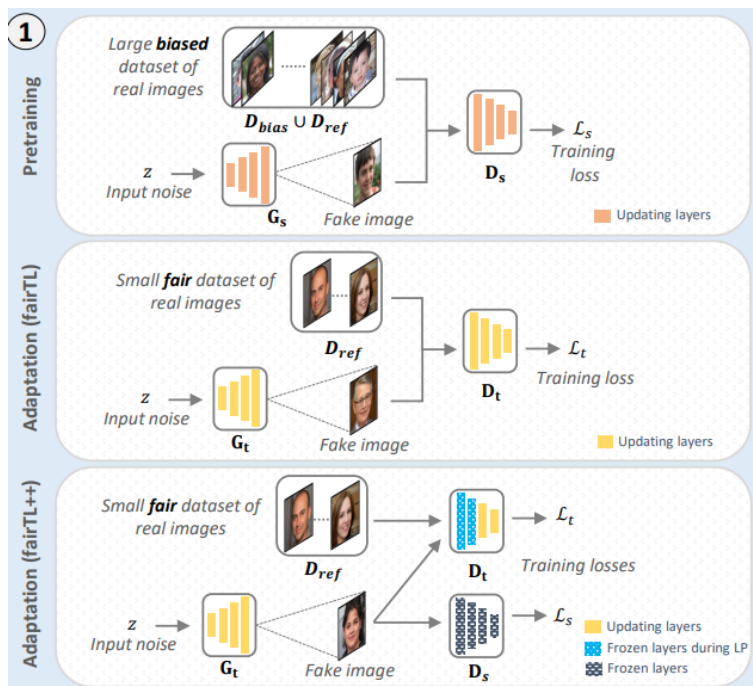 1
Pretraining
Large biased
dataset of
real images
D_bias ∪ D_ref
z
Input noise
G_s
Fake image
D_s
ℒ_s
Training
loss
Updating layers
Adaptation (fairTL)
Small fair dataset of
real images
D_ref
z
Input noise
G_t
Fake image
D_t
ℒ_t
Training loss
Updating layers
Adaptation (fairTL++)
Small fair dataset of
real images
D_ref
z
Input noise
G_t
Fake image
D_t
ℒ_t
Training losses
D_s
ℒ_s
Updating layers
Frozen layers during LP
Frozen layers